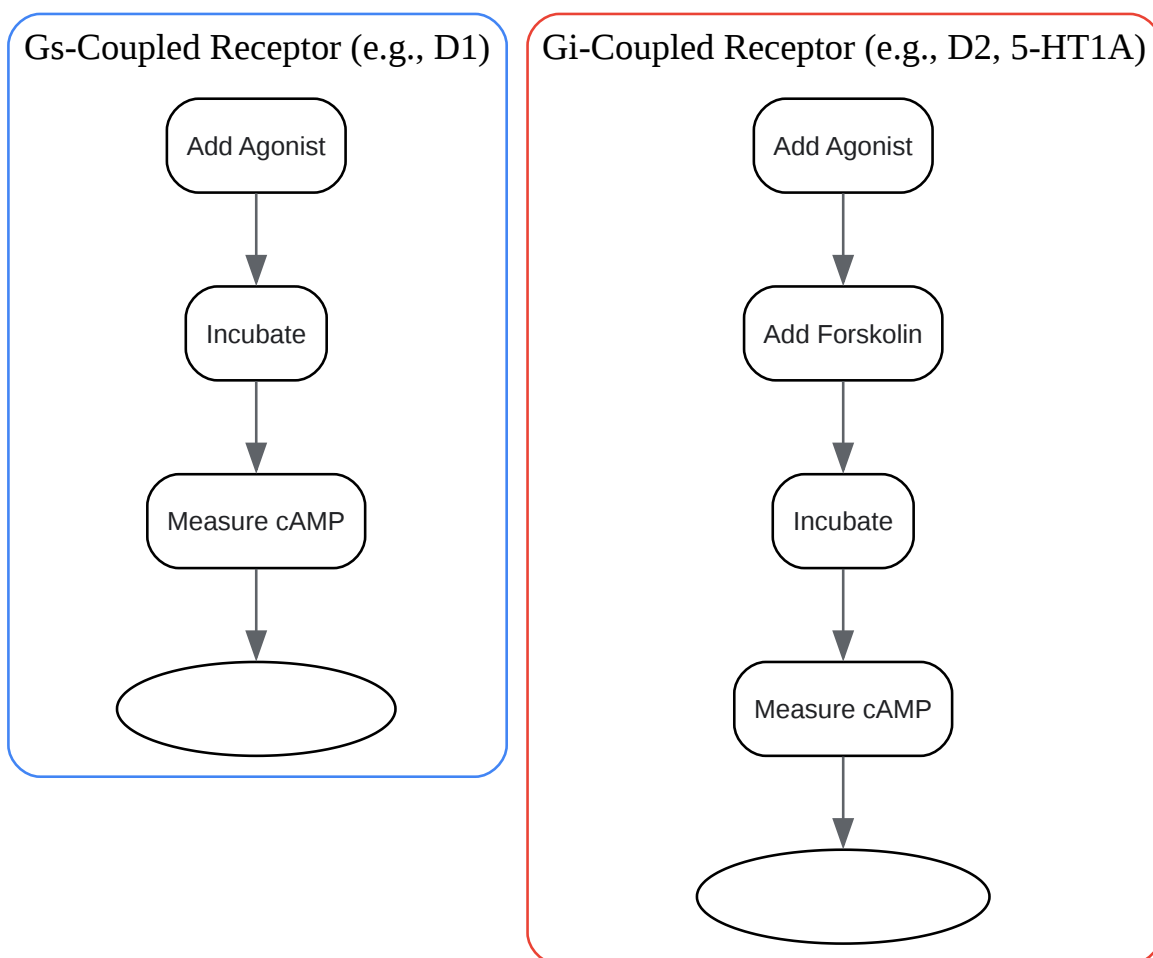 Gs-Coupled Receptor (e.g., D1)
Add Agonist
Incubate
Measure cAMP
Gi-Coupled Receptor (e.g., D2, 5-HT1A)
Add Agonist
Add Forskolin
Incubate
Measure cAMP